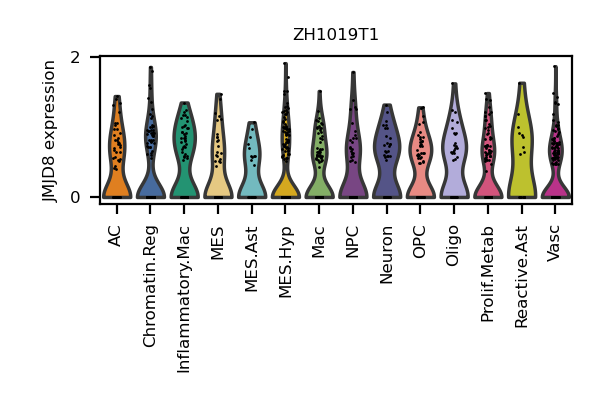 ZH1019T1
JMJD8 expression
2
0
AC
Chromatin.Reg
Inflammatory.Mac
MES
MES.Ast
MES.Hyp
Mac
NPC
Neuron
OPC
Oligo
Prolif.Metab
Reactive.Ast
Vasc